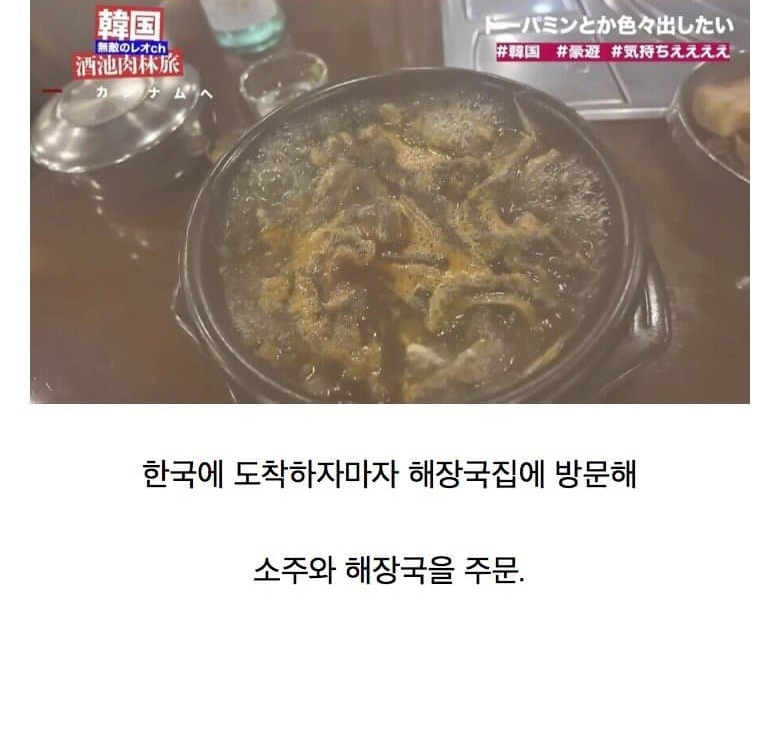 韓国
無敵のレオch
酒池肉林旅
カンナムへ
ドーパミンとか色々出したい
#韓国 #豪遊 #気持ちええええ
한국에 도착하자마자 해장국집에 방문해
소주와 해장국을 주문.